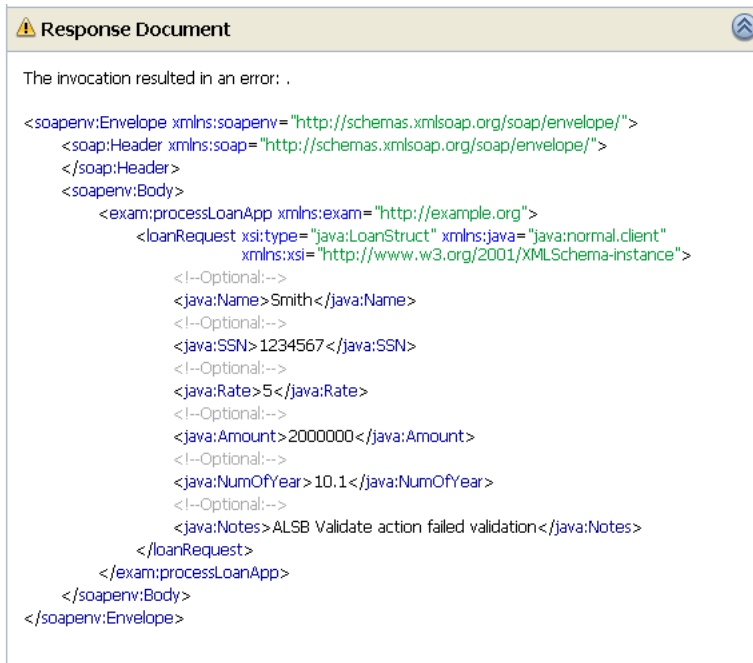 Response Document
The invocation resulted in an error: .
<soapenv:Envelope xmlns:soapenv="http://schemas.xmlsoap.org/soap/envelope/">
<soap:Header xmlns:soap="http://schemas.xmlsoap.org/soap/envelope/">
</soap:Header>
<soapenv:Body>
<exam:processLoanApp xmlns:exam="http://example.org">
<loanRequest xsi:type="java:LoanStruct" xmlns:java="java:normal.client"
xmlns:xsi="http://www.w3.org/2001/XMLSchema-instance">
<!--Optional:-->
<java:Name>Smith</java:Name>
<!--Optional:-->
<java:SSN>1234567</java:SSN>
<!--Optional:-->
<java:Rate>5</java:Rate>
<!--Optional:-->
<java:Amount>2000000</java:Amount>
<!--Optional:-->
<java:NumOfYear>10.1</java:NumOfYear>
<!--Optional:-->
<java:Notes>ALSB Validate action failed validation</java:Notes>
</loanRequest>
</exam:processLoanApp>
</soapenv:Body>
</soapenv:Envelope>